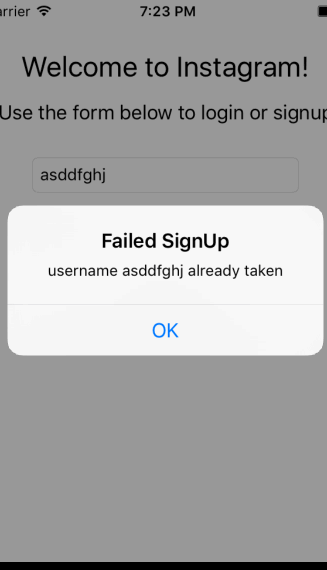 7:23 PM
Welcome to Instagram!
Use the form below to login or signup
asddfghj
Failed SignUp
username asddfghj already taken
OK